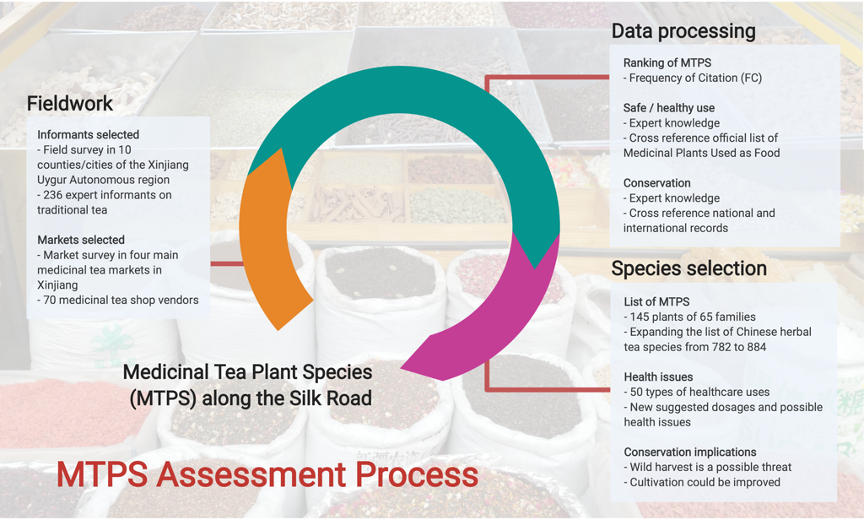 Fieldwork
Informants selected
- Field survey in 10
counties/cities of the Xinjiang
Uygur Autonomous region
- 236 expert informants on
traditional tea
Markets selected
- Market survey in four main
medicinal tea markets in
Xinjiang
- 70 medicinal tea shop vendors
Data processing
Ranking of MTPS
- Frequency of Citation (FC)
Safe / healthy use
- Expert knowledge
- Cross reference official list of
Medicinal Plants Used as Food
Conservation
- Expert knowledge
- Cross reference national and
international records
Species selection
List of MTPS
- 145 plants of 65 families
- Expanding the list of Chinese herbal
tea species from 782 to 884
Health issues
- 50 types of healthcare uses
- New suggested dosages and possible
health issues
Conservation implications
- Wild harvest is a possible threat
- Cultivation could be improved
Medicinal Tea Plant Species
(MTPS) along the Silk Road
MTPS Assessment Process